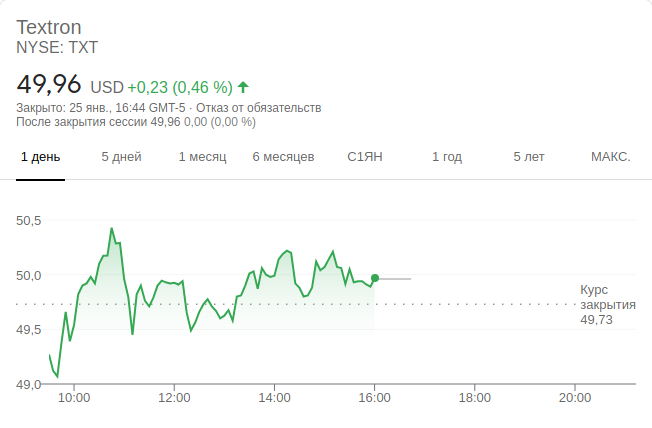 Textron
NYSE: TXT
49,96 USD +0,23 (0,46 %)
Закрыто: 25 янв., 16:44 GMT-5 · Отказ от обязательств
После закрытия сессии 49,96 0,00 (0,00 %)
1 день 5 дней 1 месяц 6 месяцев С1ЯН 1 год 5 лет МАКС.
50,5
50,0
Курс
закрытия
49,73
49,5
49,0
10:00 12:00 14:00 16:00 18:00 20:00